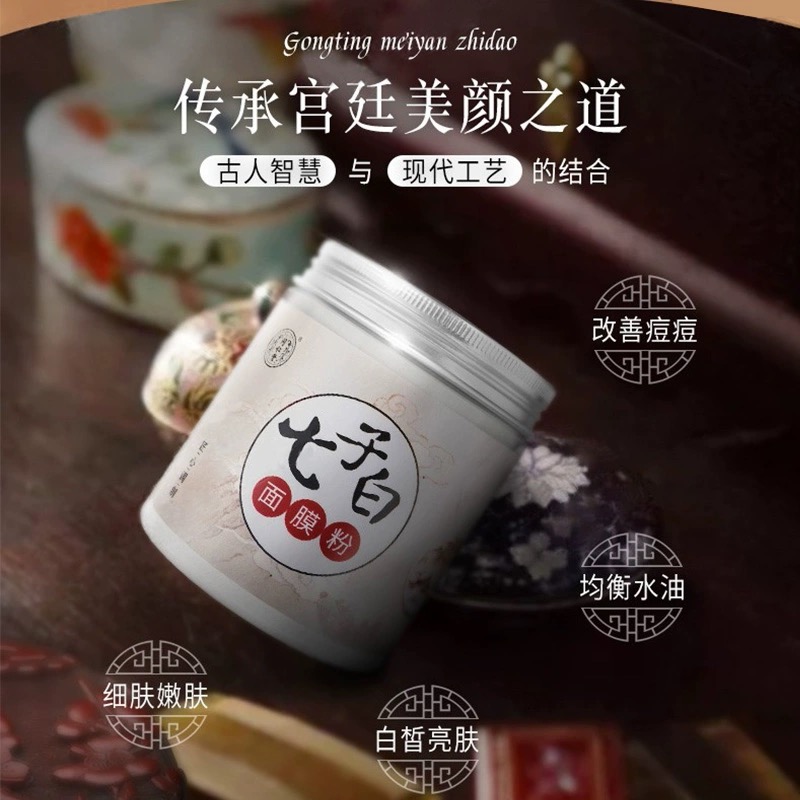 Gongting me'iyan zhidao
传承宫廷美颜之道
古人智慧 与 现代工艺 的结合
改善痘痘
七子白
面膜粉
均衡水油
细肤嫩肤
白皙亮肤